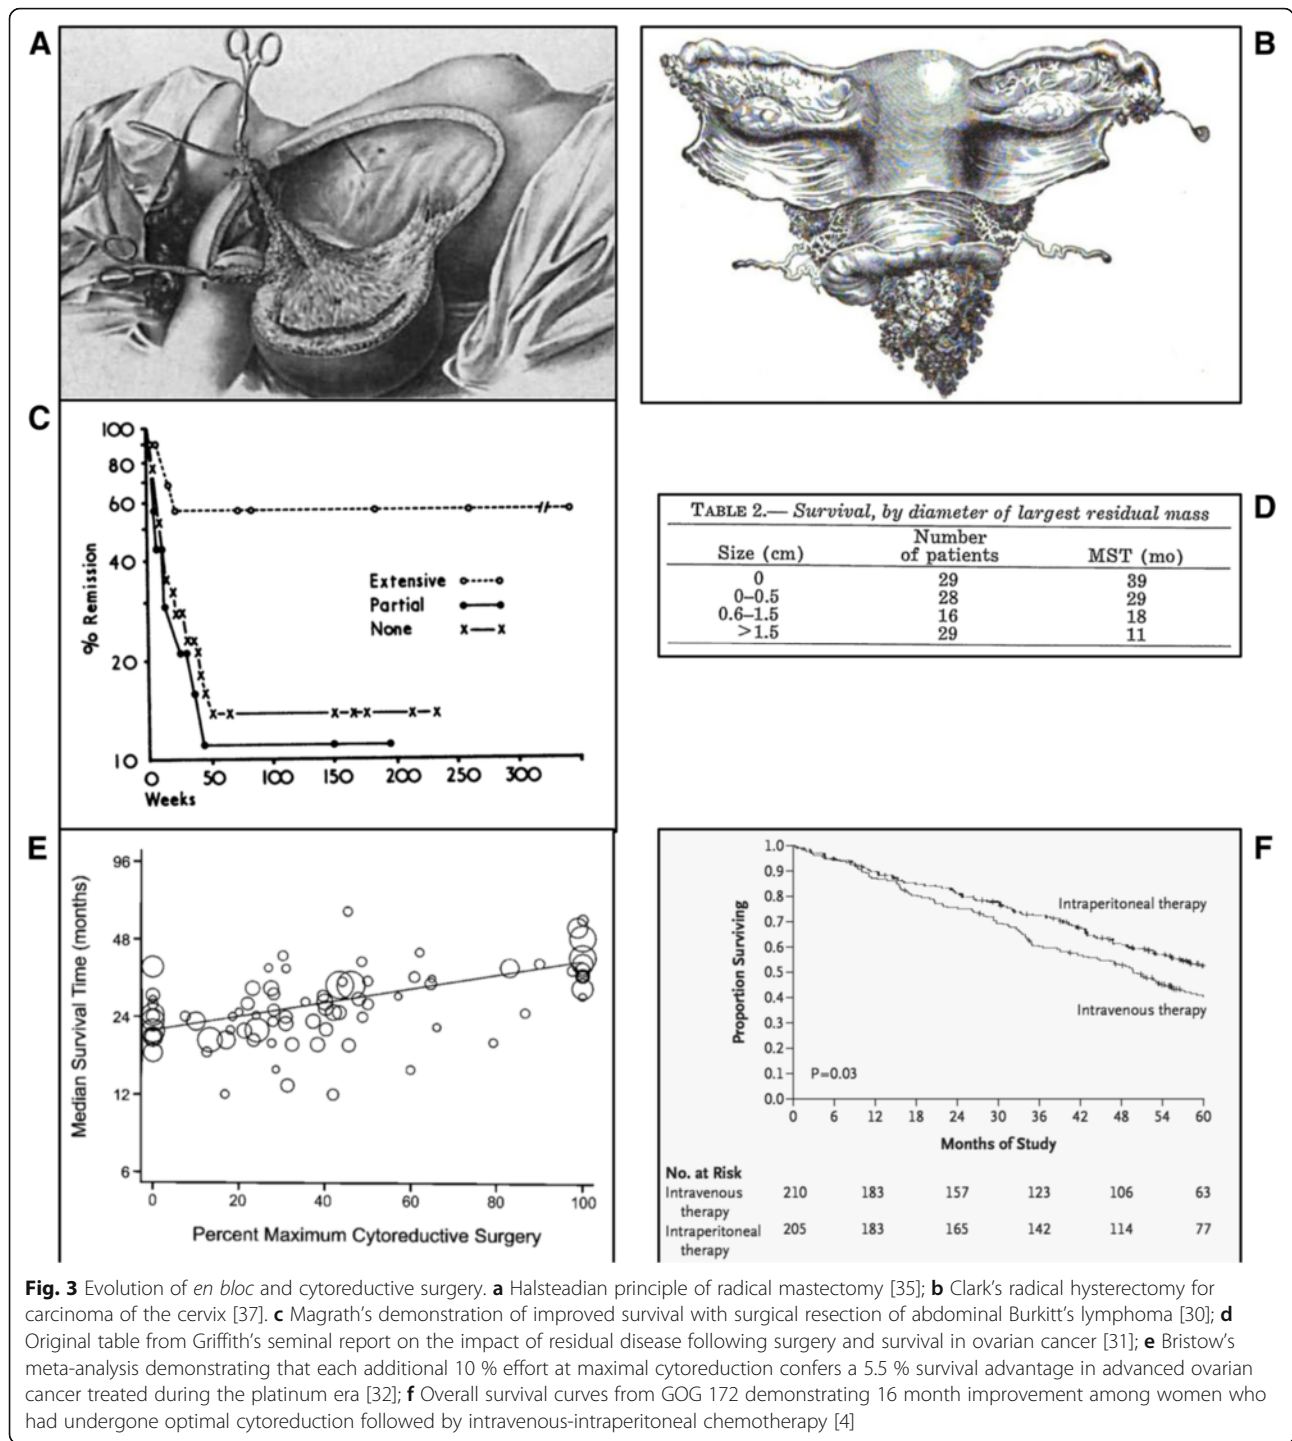 A
B
C
100
80
60
40
20
10
% Remission
Extensive
Partial
None
0 50 100 150 200 250 300
Weeks
D
TABLE 2.— Survival, by diameter of largest residual mass
Size (cm) Number of patients MST (mo)
0 29 39
0–0.5 28 29
0.6–1.5 16 18
>1.5 29 11
E
96
48
24
12
6
Median Survival Time (months)
0 20 40 60 80 100
Percent Maximum Cytoreductive Surgery
F
1.0
0.9
0.8
0.7
0.6
0.5
0.4
0.3
0.2
0.1
0.0
Proportion Surviving
Intraperitoneal therapy
Intravenous therapy
P=0.03
0 6 12 18 24 30 36 42 48 54 60
Months of Study
No. at Risk
Intravenous therapy 210 183 157 123 106 63
Intraperitoneal therapy 205 183 165 142 114 77
Fig. 3 Evolution of en bloc and cytoreductive surgery. a Halsteadian principle of radical mastectomy [35]; b Clark's radical hysterectomy for
carcinoma of the cervix [37]. c Magrath's demonstration of improved survival with surgical resection of abdominal Burkitt's lymphoma [30]; d
Original table from Griffith's seminal report on the impact of residual disease following surgery and survival in ovarian cancer [31]; e Bristow's
meta-analysis demonstrating that each additional 10 % effort at maximal cytoreduction confers a 5.5 % survival advantage in advanced ovarian
cancer treated during the platinum era [32]; f Overall survival curves from GOG 172 demonstrating 16 month improvement among women who
had undergone optimal cytoreduction followed by intravenous-intraperitoneal chemotherapy [4]